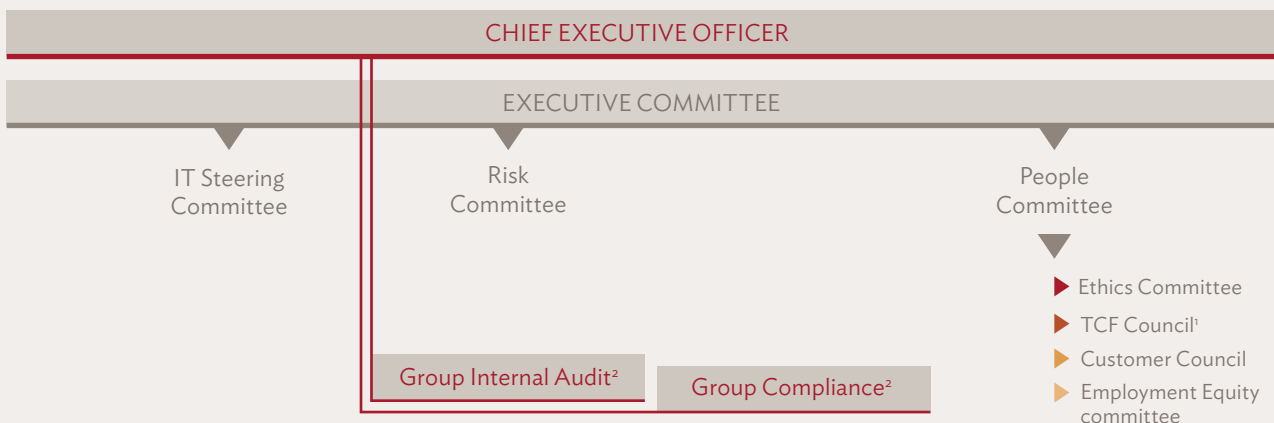 CHIEF EXECUTIVE OFFICER
EXECUTIVE COMMITTEE
IT Steering
Committee
Risk
Committee
People
Committee
Ethics Committee
TCF Council¹
Customer Council
Employment Equity
committee
Group Internal Audit²
Group Compliance²